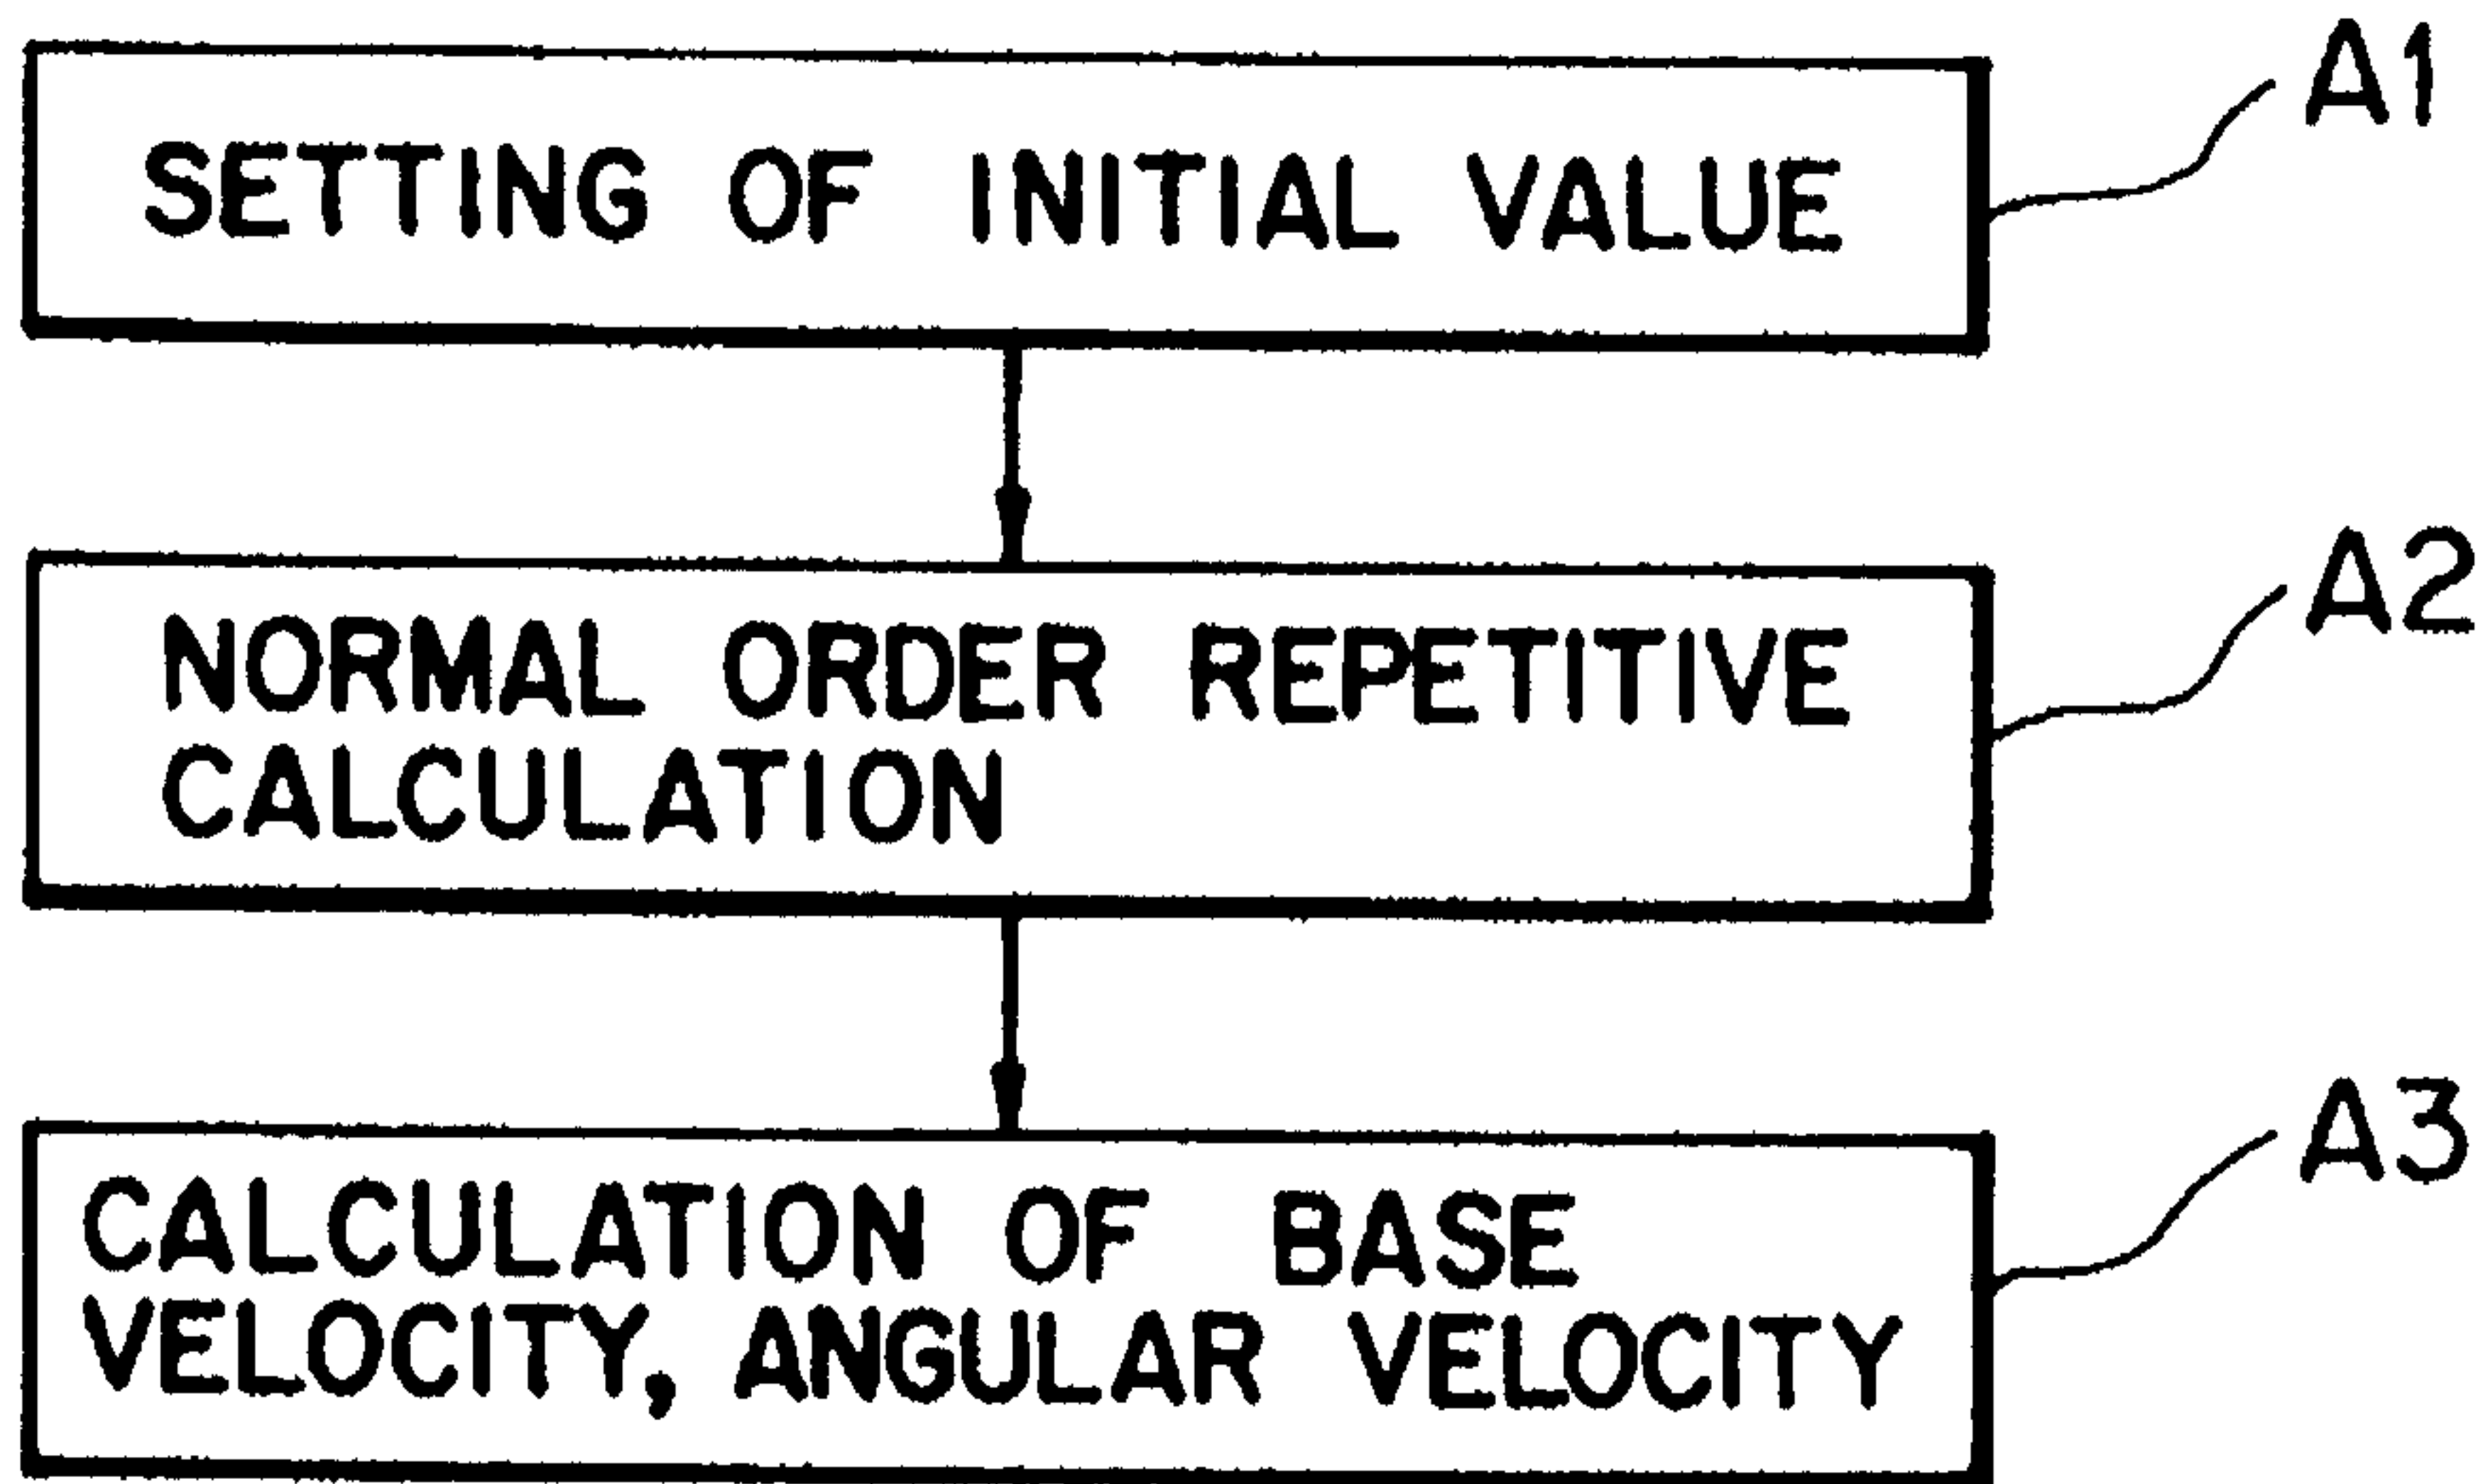 A1
SETTING OF INITIAL VALUE
A2
NORMAL ORDER REPETITIVE
CALCULATION
A3
CALCULATION OF BASE
VELOCITY, ANGULAR VELOCITY